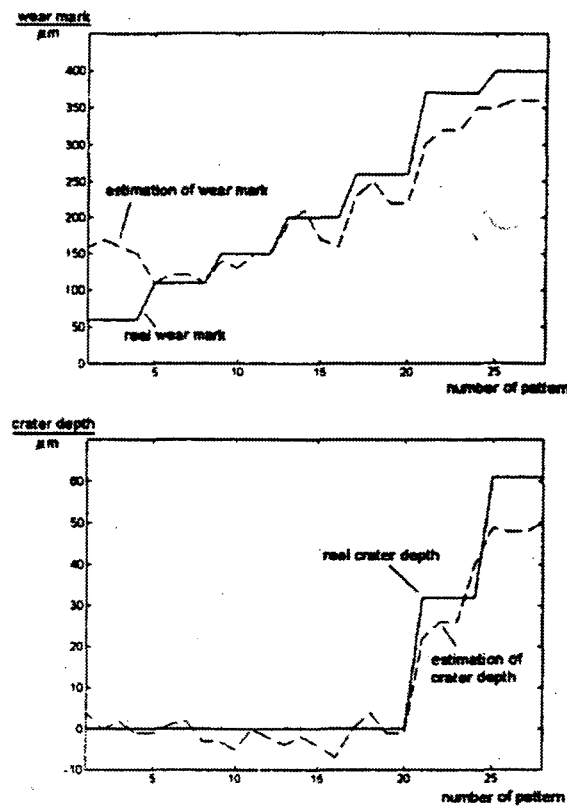 wear mark
μm
400
350
300
250
200
150
100
50
0
estimation of wear mark
real wear mark
5
10
15
20
25
number of pattern
crater depth
μm
60
50
40
30
20
10
0
-10
real crater depth
estimation of
crater depth
5
10
15
20
25
number of pattern